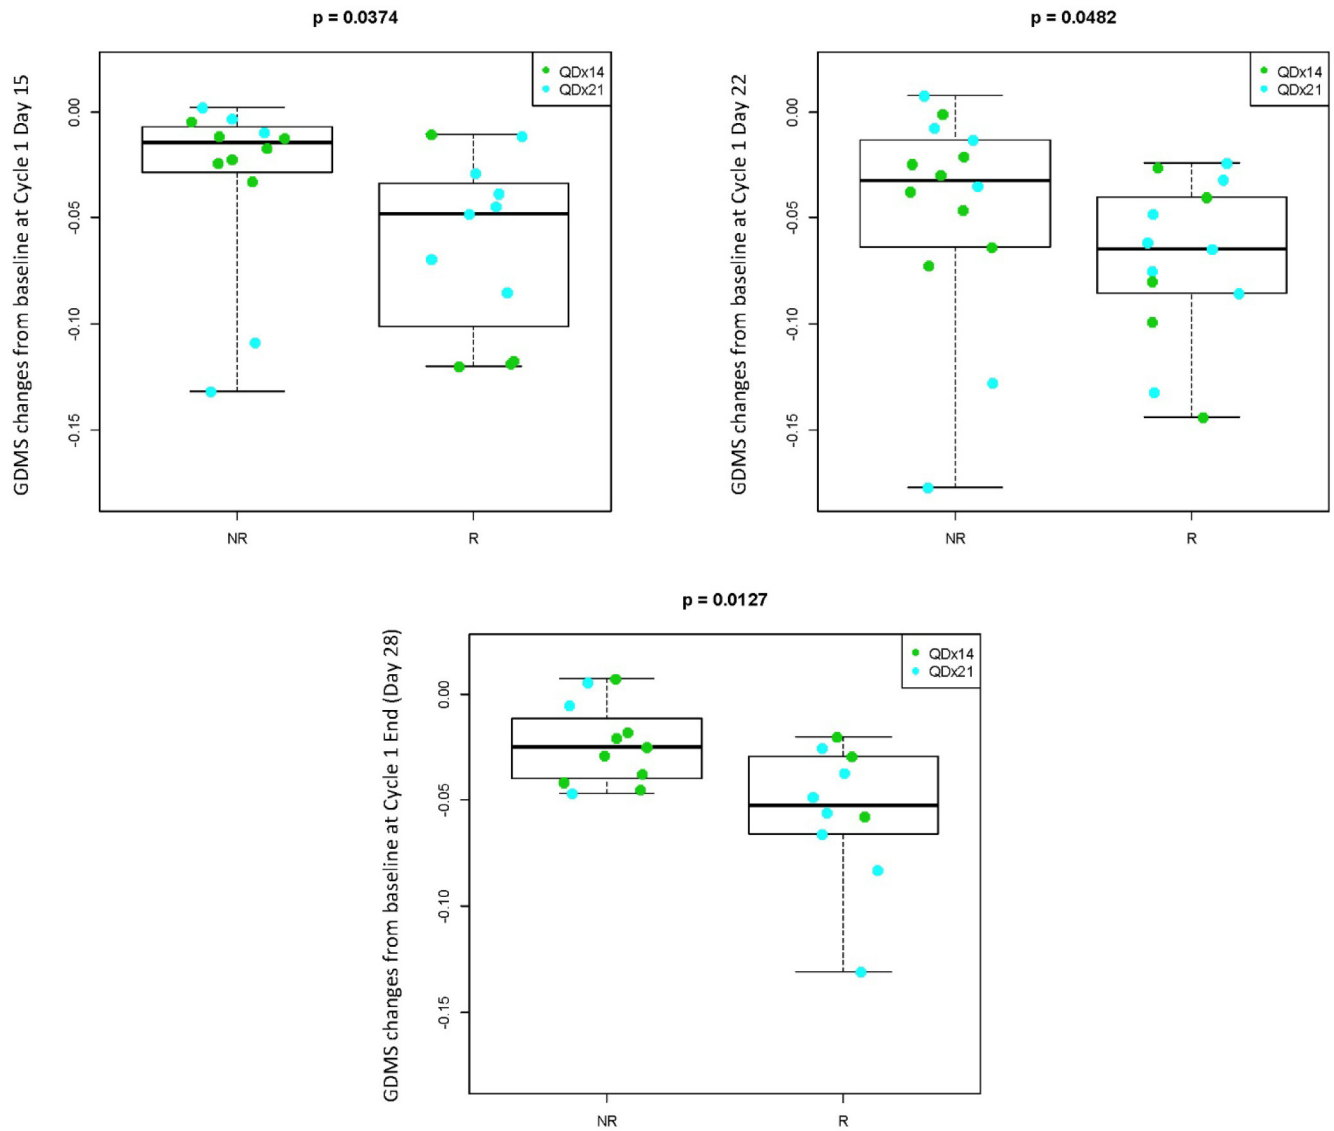 p = 0.0374
GDMS changes from baseline at Cycle 1 Day 15
0.00
-0.05
-0.10
-0.15
QDx14
QDx21
NR
R
p = 0.0482
GDMS changes from baseline at Cycle 1 Day 22
0.00
-0.05
-0.10
-0.15
QDx14
QDx21
NR
R
p = 0.0127
GDMS changes from baseline at Cycle 1 End (Day 28)
0.00
-0.05
-0.10
-0.15
QDx14
QDx21
NR
R